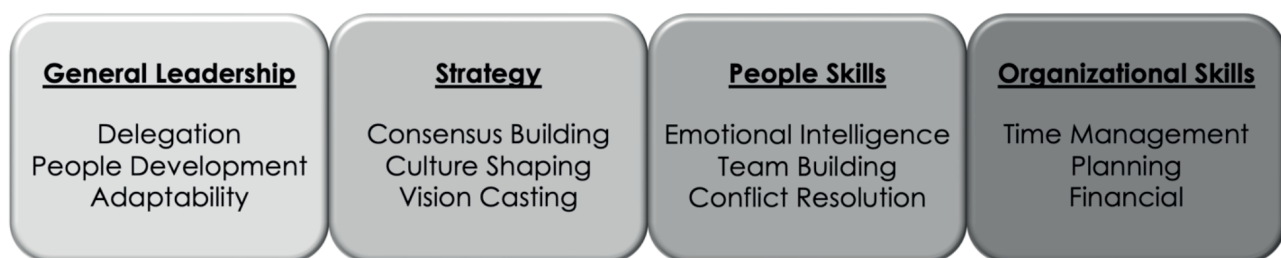 General Leadership
Delegation
People Development
Adaptability
Strategy
Consensus Building
Culture Shaping
Vision Casting
People Skills
Emotional Intelligence
Team Building
Conflict Resolution
Organizational Skills
Time Management
Planning
Financial